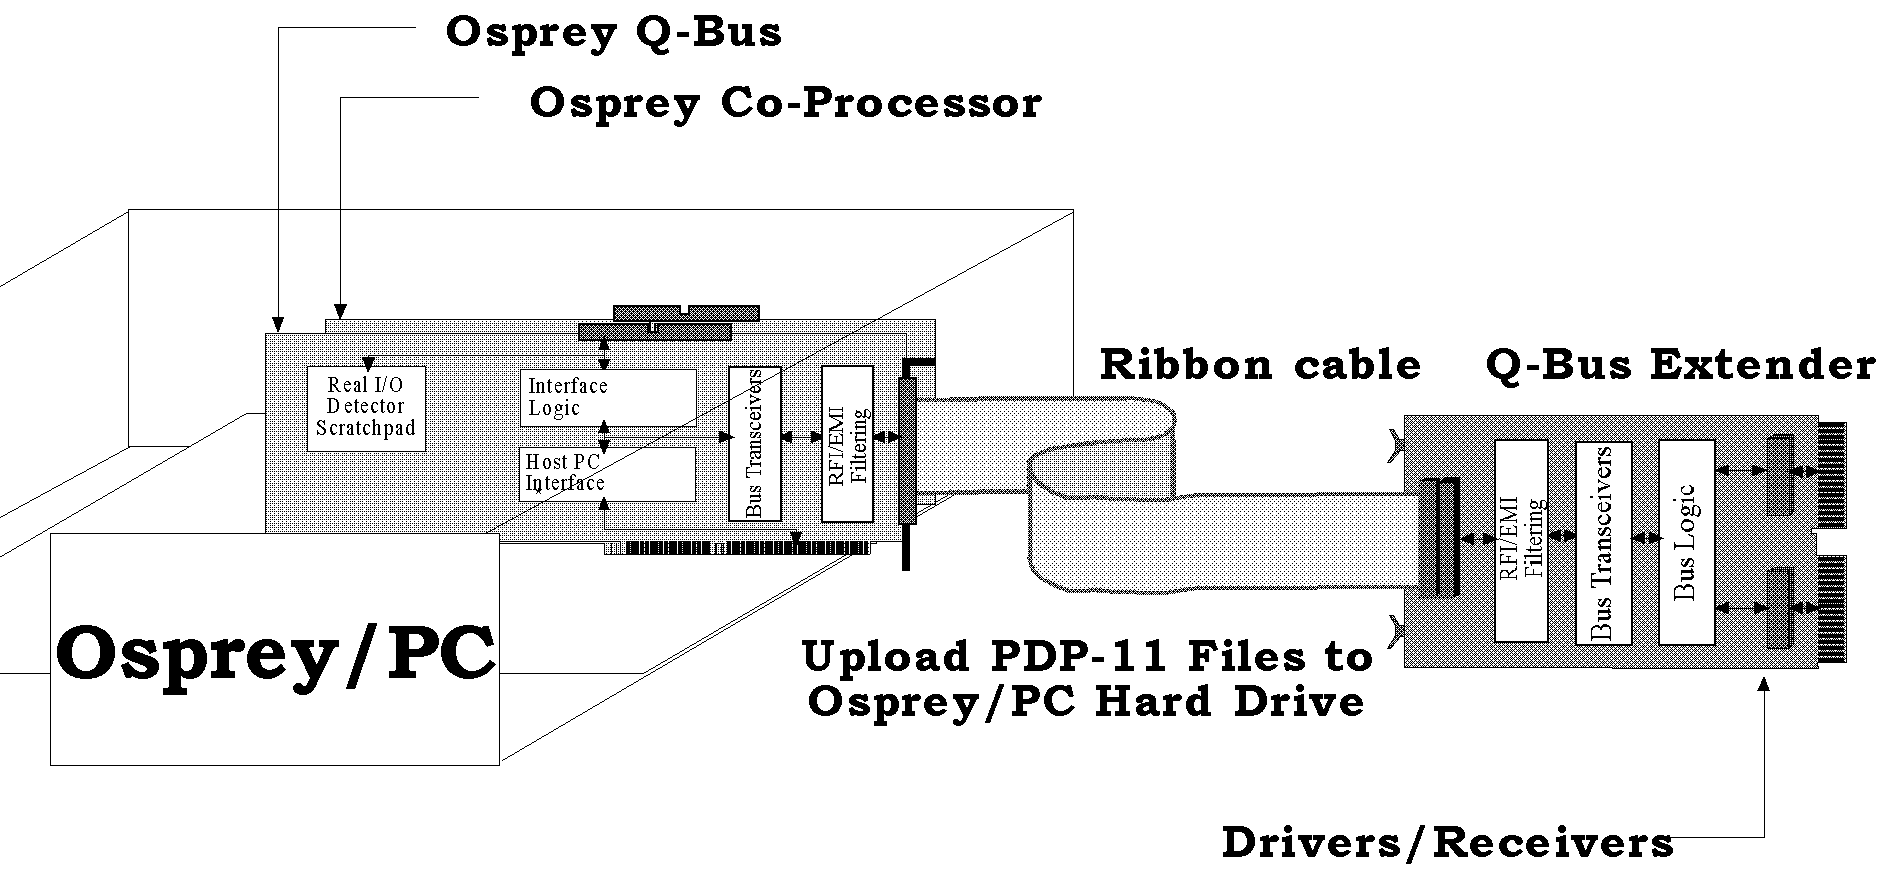 Osprey Q-Bus
Osprey Co-Processor
Real I/O
Detector
Scratchpad
Interface
Logic
Host PC
Interface
Bus Transceivers
RFI/EMI
Filtering
Ribbon cable
Q-Bus Extender
RFI/EMI
Filtering
Bus Transceivers
Bus Logic
Osprey/PC
Upload PDP-11 Files to
Osprey/PC Hard Drive
Drivers/Receivers